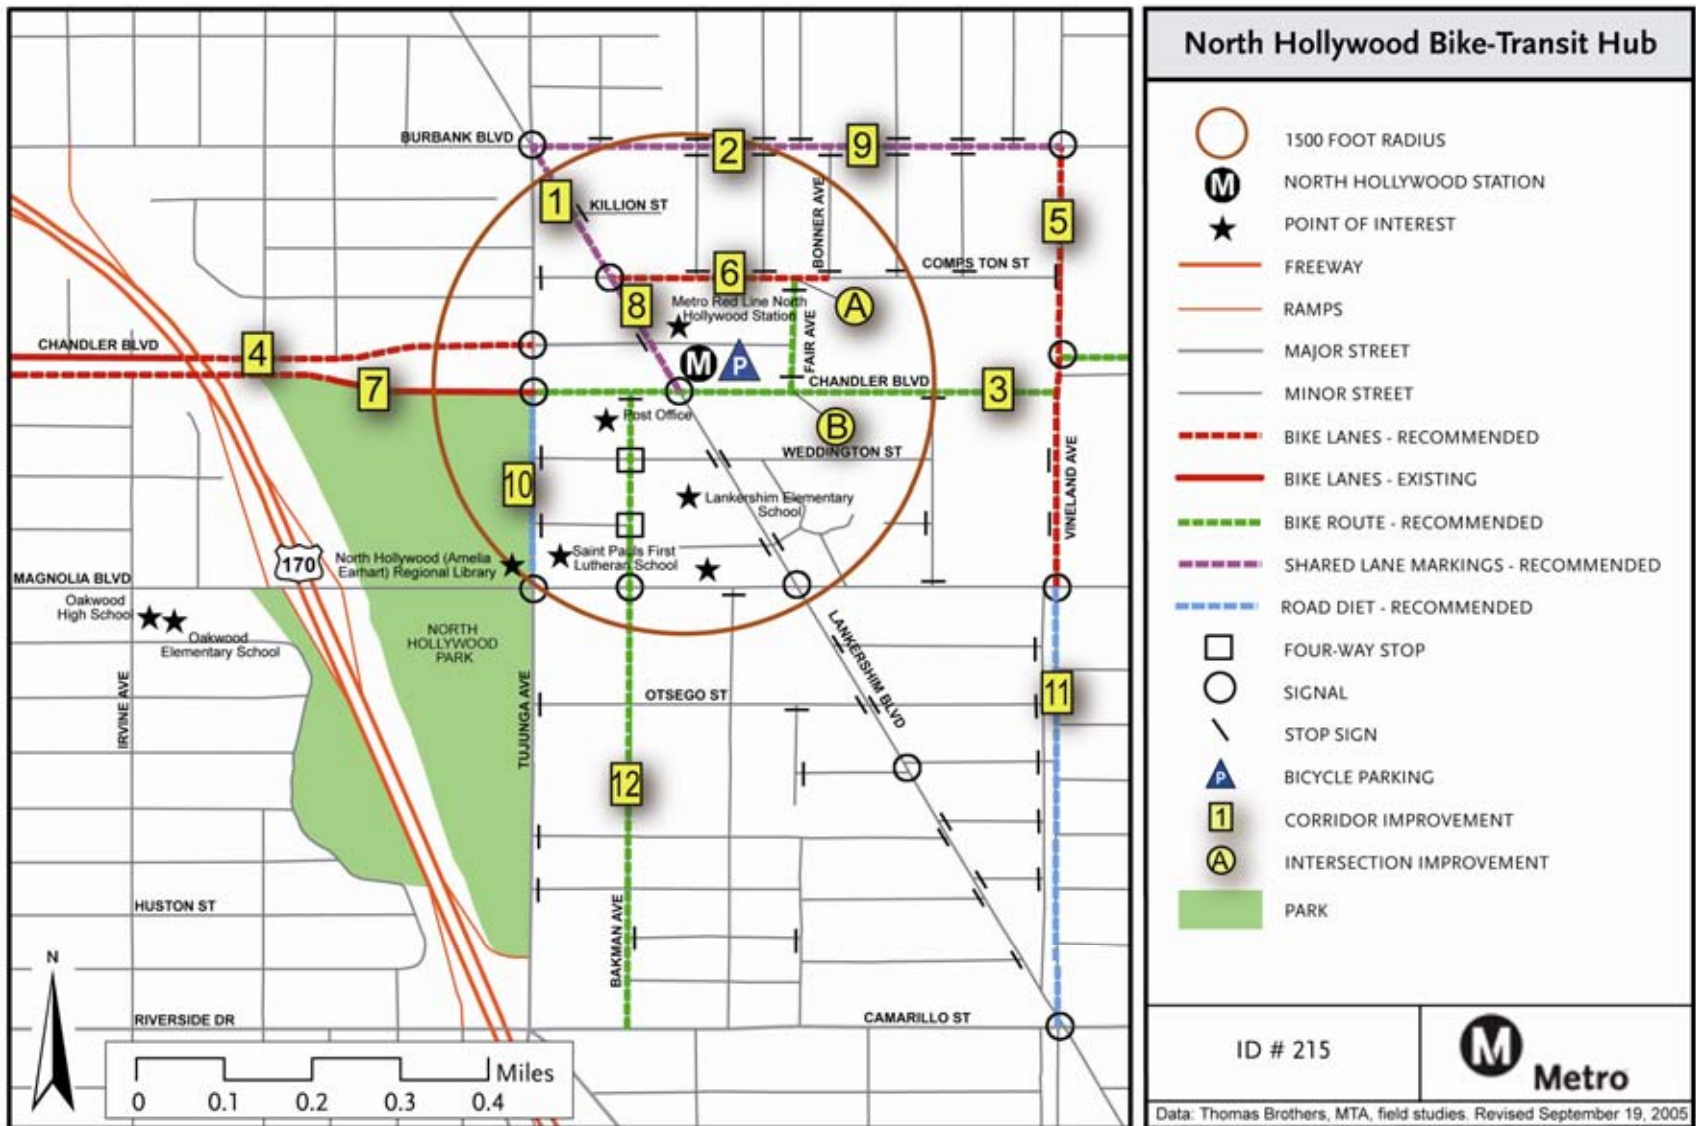 BURBANK BLVD
2
9
1
KILLION ST
BONNER AVE
5
COMPS TON ST
6
A
8
Metro Red Line North
Hollywood Station
FAIR AVE
CHANDLER BLVD
4
M
P
7
CHANDLER BLVD
3
Post Office
B
WEDDINGTON ST
VINELAND AVE
10
Lankershim Elementary
School
170
North Hollywood (Amelia
Earhart) Regional Library
Saint Pauls First
Lutheran School
MAGNOLIA BLVD
Oakwood
High School
Oakwood
Elementary School
NORTH
HOLLYWOOD
PARK
LANKERSHIM BLVD
IRVINE AVE
TUJUNGA AVE
OTSEGO ST
11
12
HUSTON ST
BAKMAN AVE
N
RIVERSIDE DR
CAMARILLO ST
Miles
0 0.1 0.2 0.3 0.4
North Hollywood Bike-Transit Hub
1500 FOOT RADIUS
M NORTH HOLLYWOOD STATION
POINT OF INTEREST
FREEWAY
RAMPS
MAJOR STREET
MINOR STREET
BIKE LANES - RECOMMENDED
BIKE LANES - EXISTING
BIKE ROUTE - RECOMMENDED
SHARED LANE MARKINGS - RECOMMENDED
ROAD DIET - RECOMMENDED
FOUR-WAY STOP
SIGNAL
STOP SIGN
P BICYCLE PARKING
1 CORRIDOR IMPROVEMENT
A INTERSECTION IMPROVEMENT
PARK
ID # 215
M Metro
Data: Thomas Brothers, MTA, field studies. Revised September 19, 2005